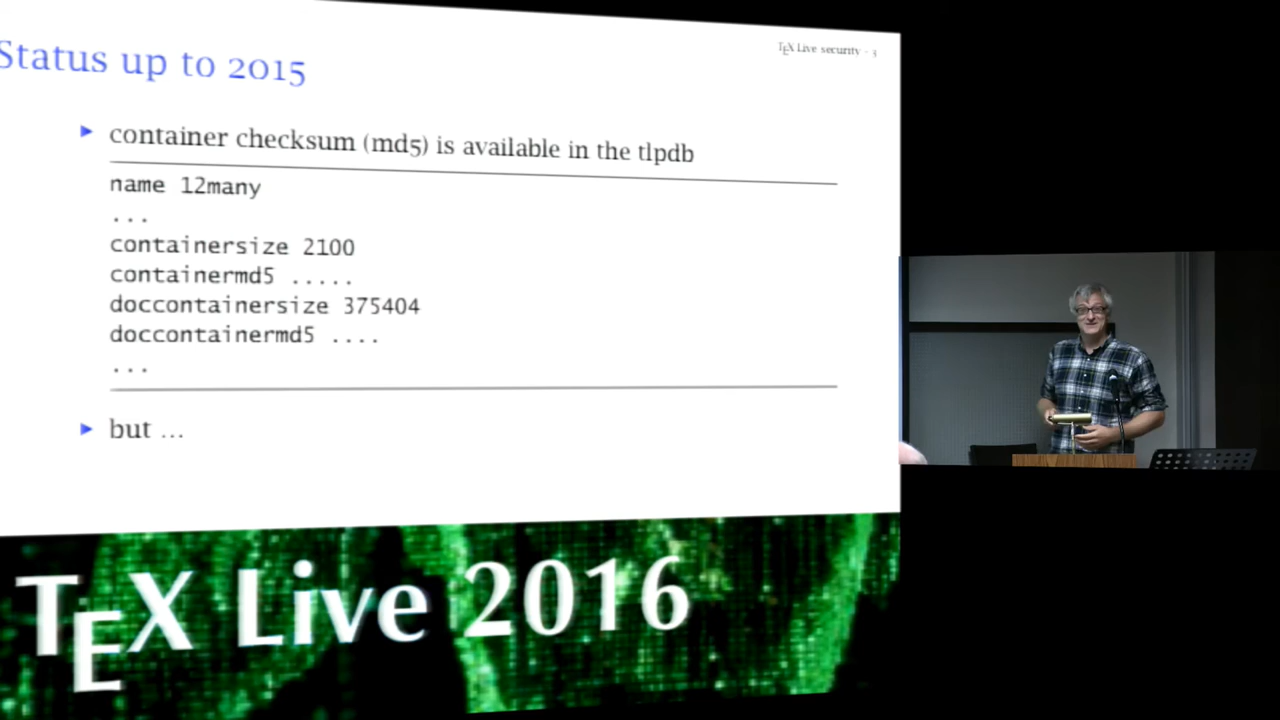 TEX Live security - 3
Status up to 2015
► container checksum (md5) is available in the tlpdb
name 12many
...
containersize 2100
containermd5 .....
doccontainersize 375404
doccontainermd5 ....
...
► but ...
TEX Live 2016